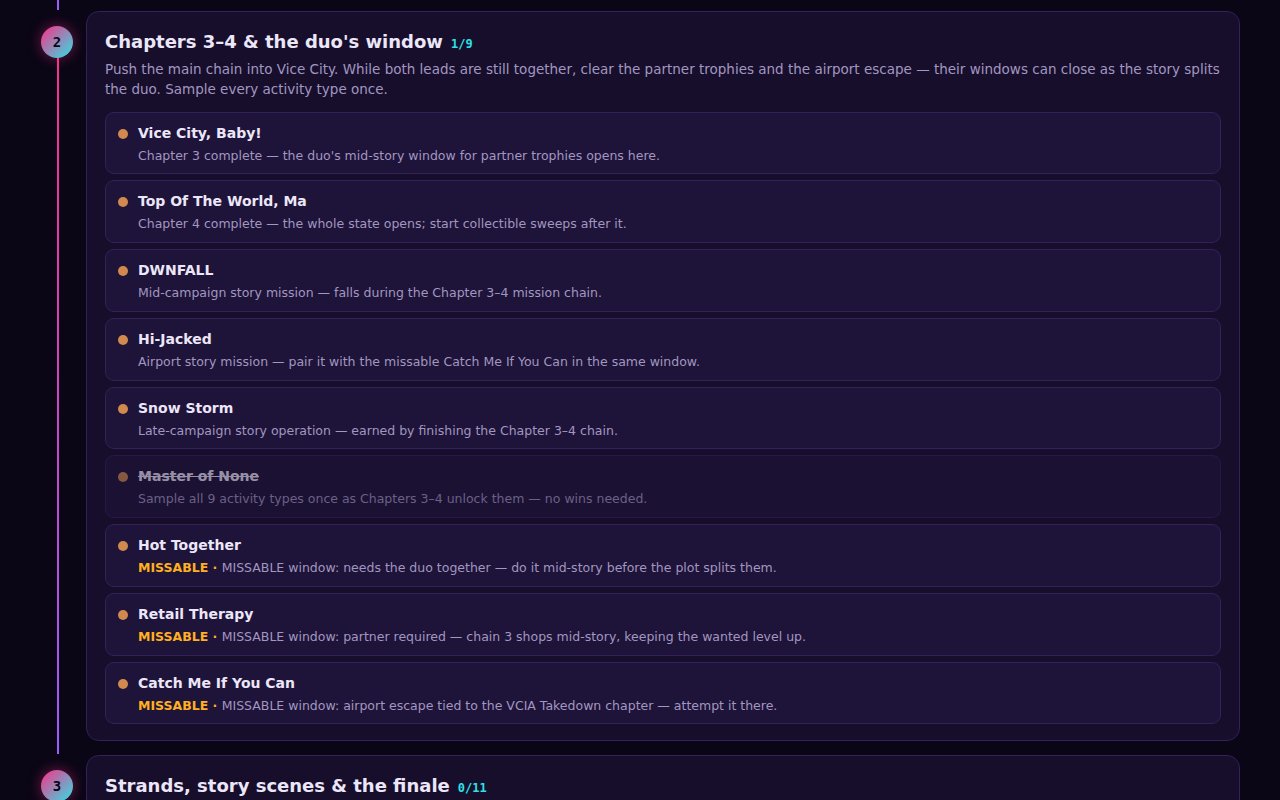 2
Chapters 3–4 & the duo's window 1/9
Push the main chain into Vice City. While both leads are still together, clear the partner trophies and the airport escape — their windows can close as the story splits
the duo. Sample every activity type once.
Vice City, Baby!
Chapter 3 complete — the duo's mid-story window for partner trophies opens here.
Top Of The World, Ma
Chapter 4 complete — the whole state opens; start collectible sweeps after it.
DWNFALL
Mid-campaign story mission — falls during the Chapter 3–4 mission chain.
Hi-Jacked
Airport story mission — pair it with the missable Catch Me If You Can in the same window.
Snow Storm
Late-campaign story operation — earned by finishing the Chapter 3–4 chain.
Master of None
Sample all 9 activity types once as Chapters 3–4 unlock them — no wins needed.
Hot Together
MISSABLE · MISSABLE window: needs the duo together — do it mid-story before the plot splits them.
Retail Therapy
MISSABLE · MISSABLE window: partner required — chain 3 shops mid-story, keeping the wanted level up.
Catch Me If You Can
MISSABLE · MISSABLE window: airport escape tied to the VCIA Takedown chapter — attempt it there.
3
Strands, story scenes & the finale 0/11